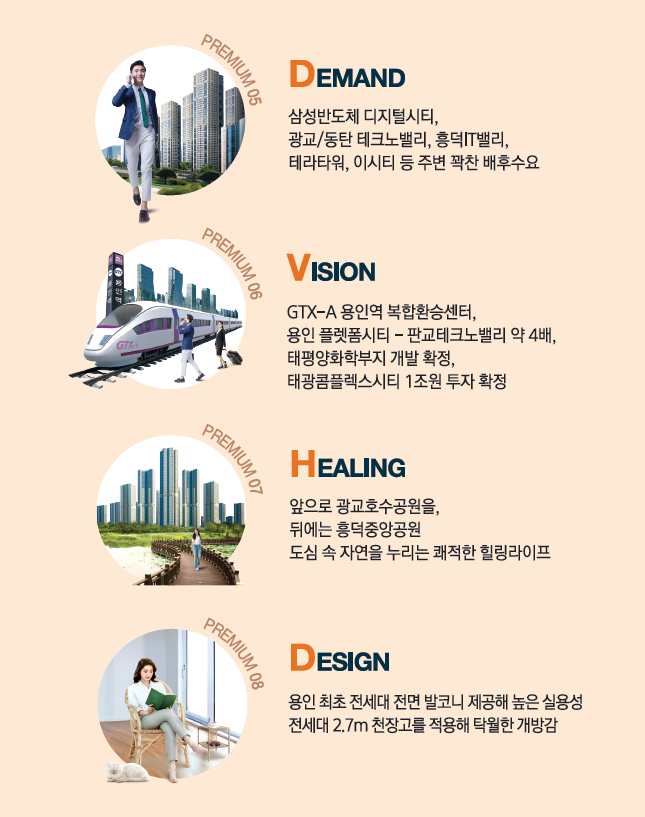 PREMIUM 05
DEMAND
삼성반도체 디지털시티,
광교/동탄 테크노밸리, 흥덕IT밸리,
테라타워, 이시티 등 주변 꽉찬 배후수요
PREMIUM 06
용인역
GTX-A
VISION
GTX-A 용인역 복합환승센터,
용인 플렛폼시티 - 판교테크노밸리 약 4배,
태평양화학부지 개발 확정,
태광콤플렉스시티 1조원 투자 확정
PREMIUM 07
HEALING
앞으로 광교호수공원을,
뒤에는 흥덕중앙공원
도심 속 자연을 누리는 쾌적한 힐링라이프
PREMIUM 08
DESIGN
용인 최초 전세대 전면 발코니 제공해 높은 실용성
전세대 2.7m 천장고를 적용해 탁월한 개방감